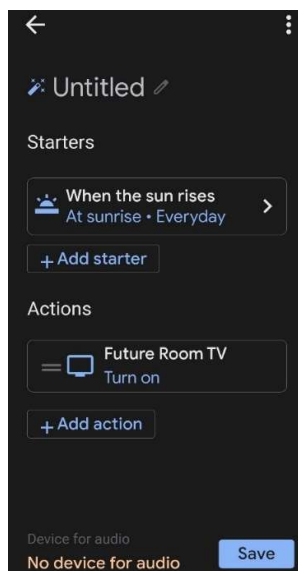 Untitled
Starters
When the sun rises
At sunrise • Everyday
+ Add starter
Actions
Future Room TV
Turn on
+ Add action
Device for audio
No device for audio
Save